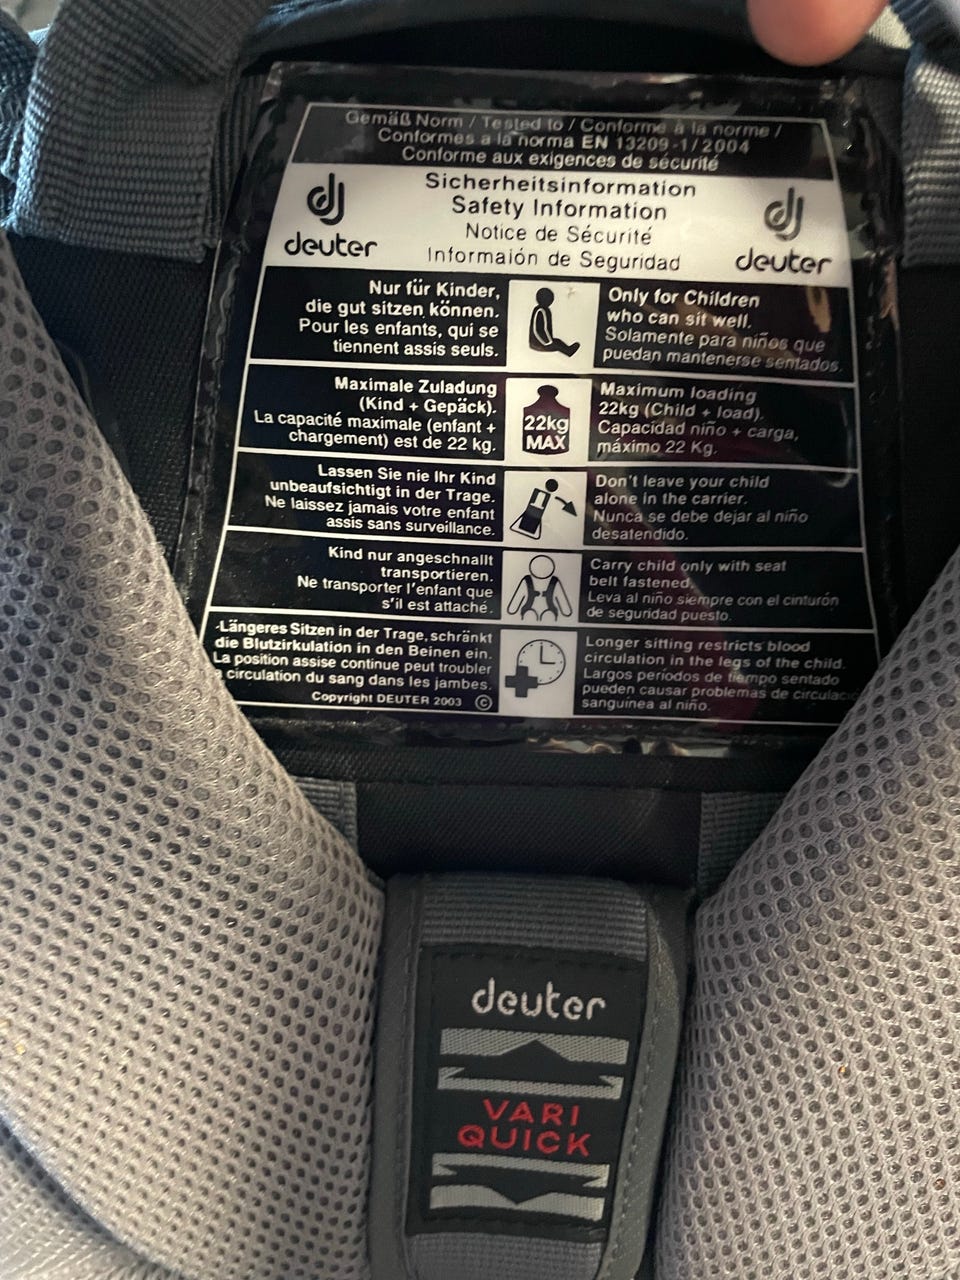 Gemäß Norm / Tested to / Conforme à la norme /
Conformes a la norma EN 13209-1/2004
Conforme aux exigences de sécurité
Sicherheitsinformation
Safety Information
Notice de Sécurité
Informaión de Seguridad
deuter
deuter
Nur für Kinder,
die gut sitzen können.
Pour les enfants, qui se
tiennent assis seuls.
Only for Children
who can sit well.
Solamente para niños que
puedan mantenerse sentados.
Maximale Zuladung
(Kind + Gepäck).
La capacité maximale (enfant +
chargement) est de 22 kg.
22kg
MAX
Maximum loading
22kg (Child + load).
Capacidad niño + carga,
máximo 22 Kg.
Lassen Sie nie Ihr Kind
unbeaufsichtigt in der Trage.
Ne laissez jamais votre enfant
assis sans surveillance.
Don't leave your child
alone in the carrier.
Nunca se debe dejar al niño
desatendido.
Kind nur angeschnallt
transportieren.
Ne transporter l'enfant que
s'il est attaché.
Carry child only with seat
belt fastened.
Leva al niño siempre con el cinturón
de seguridad puesto.
-Längeres Sitzen in der Trage, schränkt
die Blutzirkulation in den Beinen ein.
La position assise continue peut troubler
a circulation du sang dans les jambes.
Copyright DEUTER 2003 ©
Longer sitting restricts blood
circulation in the legs of the child.
Largos periodos de tiempo sentado
pueden causar problemas de circulaci
sanguinea al niño.
deuter
VARI
QUICK